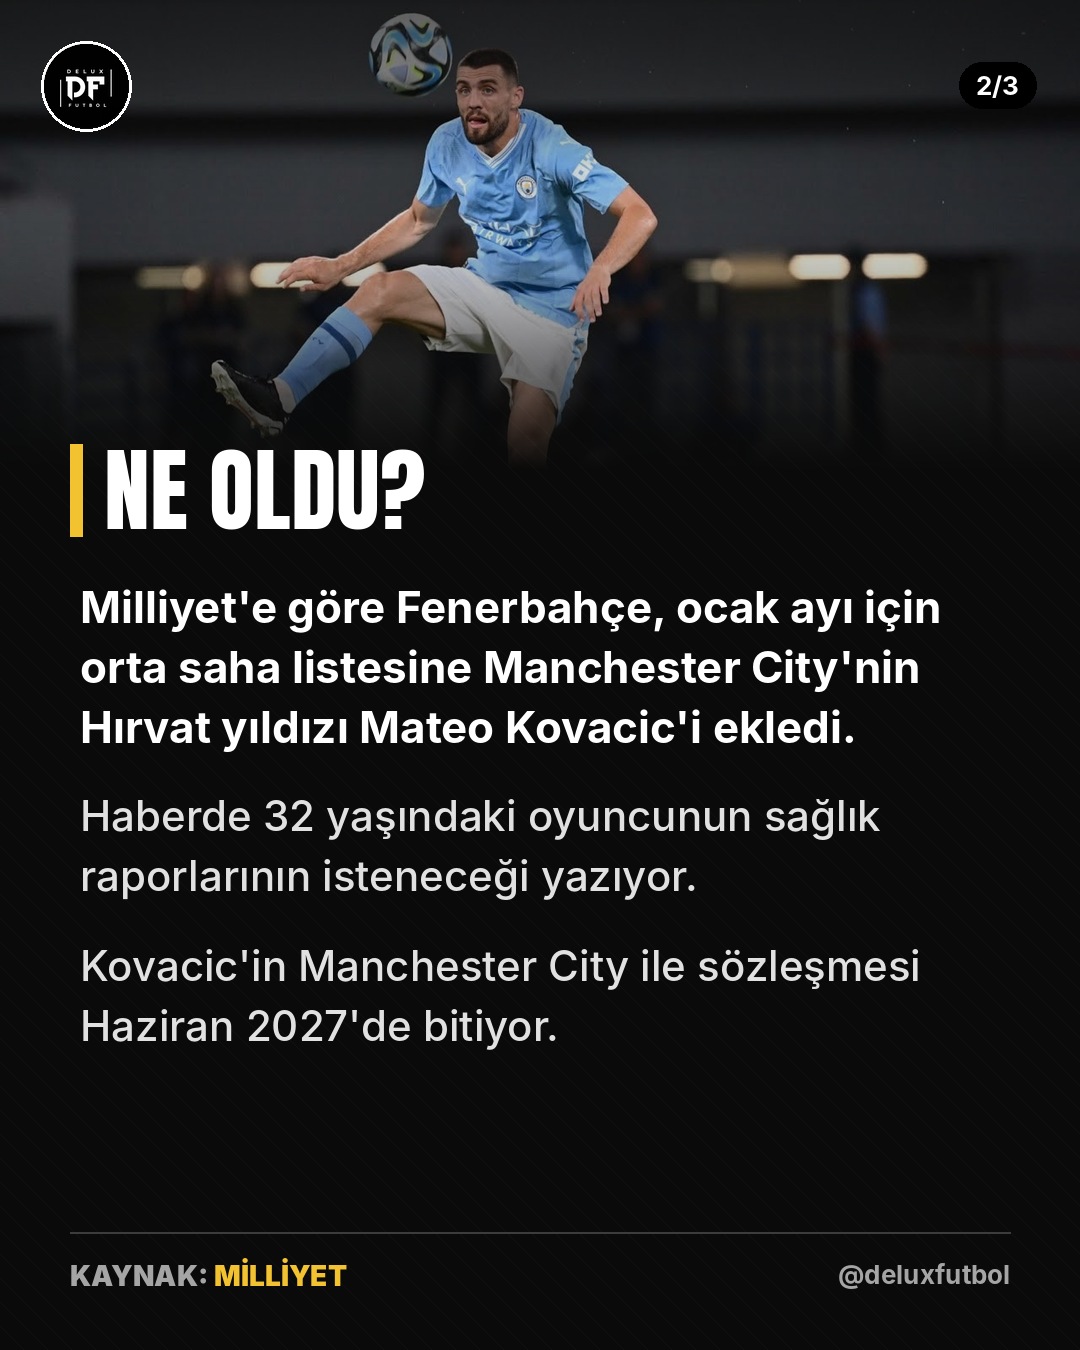 DELUX
DF
FUTBOL
2/3
NE OLDU?
Milliyet'e göre Fenerbahçe, ocak ayı için
orta saha listesine Manchester City'nin
Hırvat yıldızı Mateo Kovacic'i ekledi.
Haberde 32 yaşındaki oyuncunun sağlık
raporlarının isteneceği yazıyor.
Kovacic'in Manchester City ile sözleşmesi
Haziran 2027'de bitiyor.
KAYNAK: MİLLİYET
@deluxfutbol